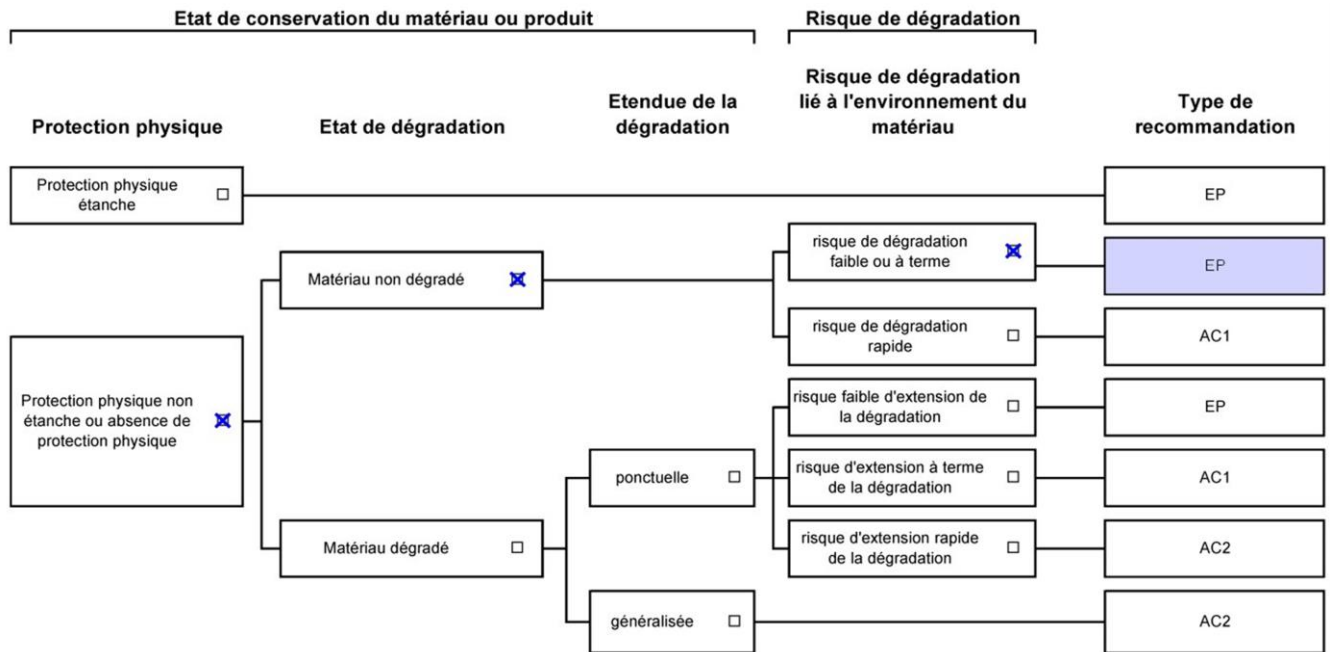 Etat de conservation du matériau ou produit
Risque de dégradation
Protection physique
Etat de dégradation
Etendue de la
dégradation
Risque de dégradation
lié à l'environnement du
matériau
Type de
recommandation
Protection physique
étanche
EP
Protection physique non
étanche ou absence de
protection physique
Matériau non dégradé
risque de dégradation
faible ou à terme
EP
risque de dégradation
rapide
AC1
Matériau dégradé
ponctuelle
risque faible d'extension de
la dégradation
EP
risque d'extension à terme
de la dégradation
AC1
risque d'extension rapide
de la dégradation
AC2
généralisée
AC2